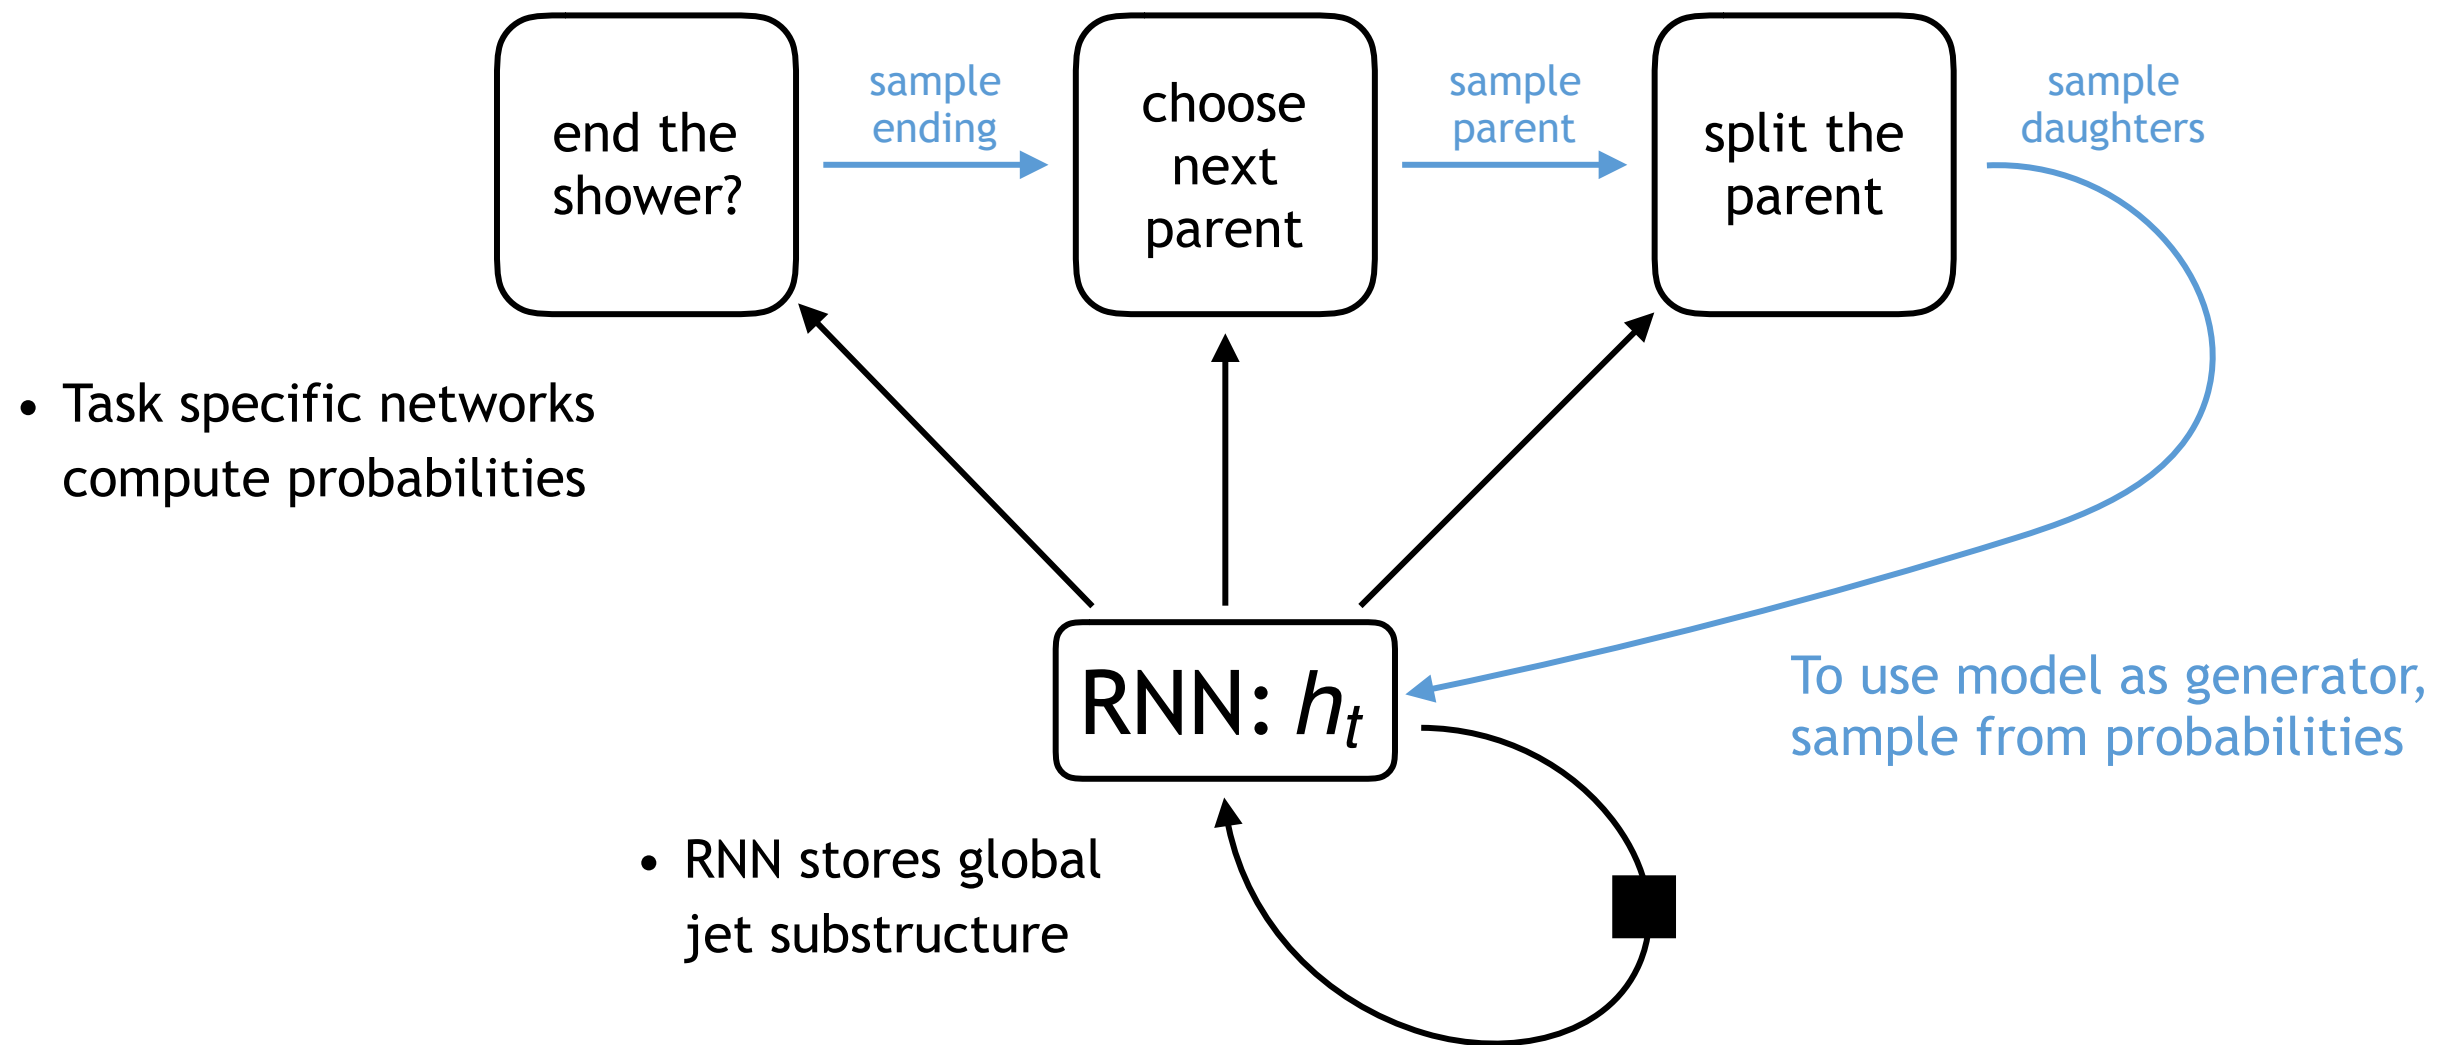 end the
shower?
sample
ending
choose
next
parent
sample
parent
split the
parent
sample
daughters
• Task specific networks
compute probabilities
RNN: hₜ
To use model as generator,
sample from probabilities
• RNN stores global
jet substructure